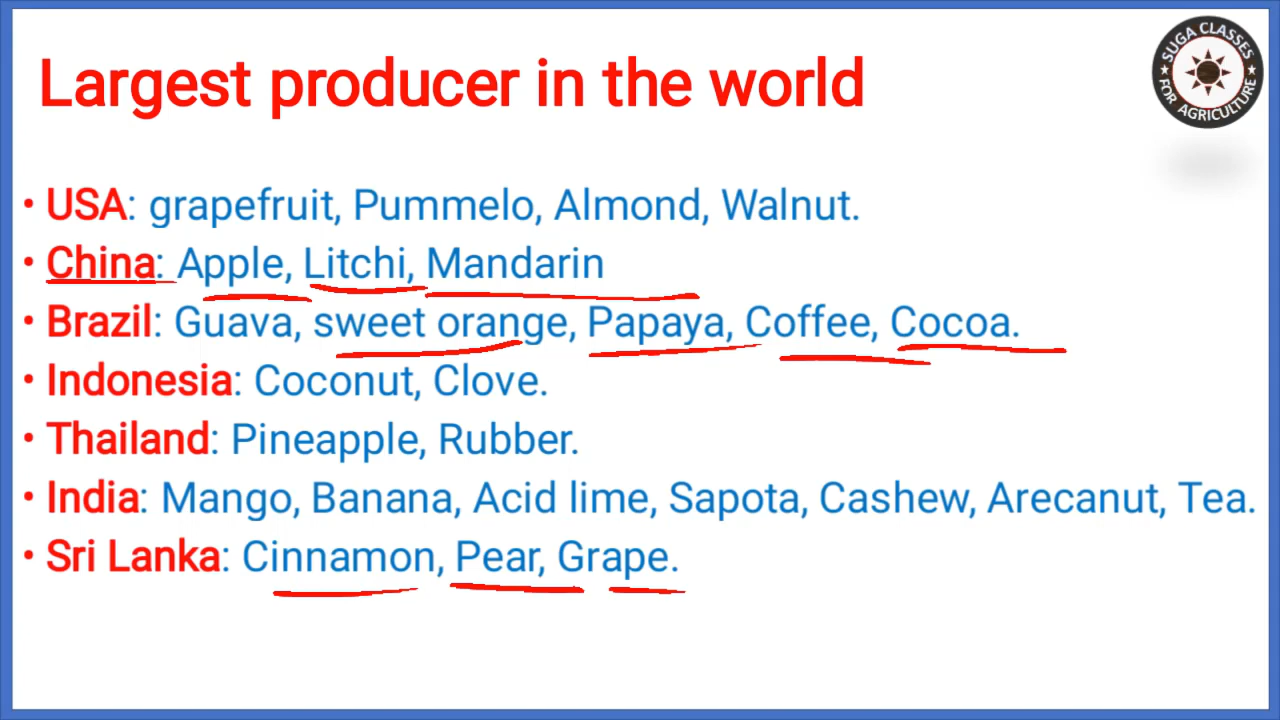 Largest producer in the world
SUGA CLASSES
FOR AGRICULTURE
• USA: grapefruit, Pummelo, Almond, Walnut.
• China: Apple, Litchi, Mandarin
• Brazil: Guava, sweet orange, Papaya, Coffee, Cocoa.
• Indonesia: Coconut, Clove.
• Thailand: Pineapple, Rubber.
• India: Mango, Banana, Acid lime, Sapota, Cashew, Arecanut, Tea.
• Sri Lanka: Cinnamon, Pear, Grape.